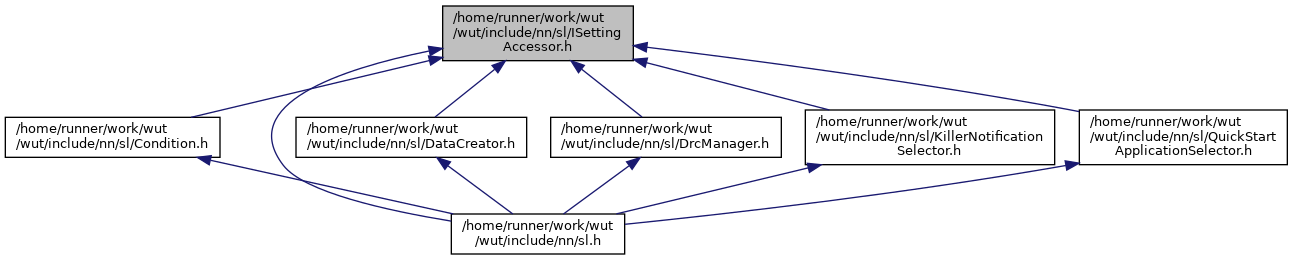 /home/runner/work/wut
/wut/include/nn/sl/ISetting
Accessor.h
/home/runner/work/wut
/wut/include/nn/sl/Condition.h
/home/runner/work/wut
/wut/include/nn/sl/DataCreator.h
/home/runner/work/wut
/wut/include/nn/sl/DrcManager.h
/home/runner/work/wut
/wut/include/nn/sl/KillerNotification
Selector.h
/home/runner/work/wut
/wut/include/nn/sl/QuickStart
ApplicationSelector.h
/home/runner/work/wut
/wut/include/nn/sl.h